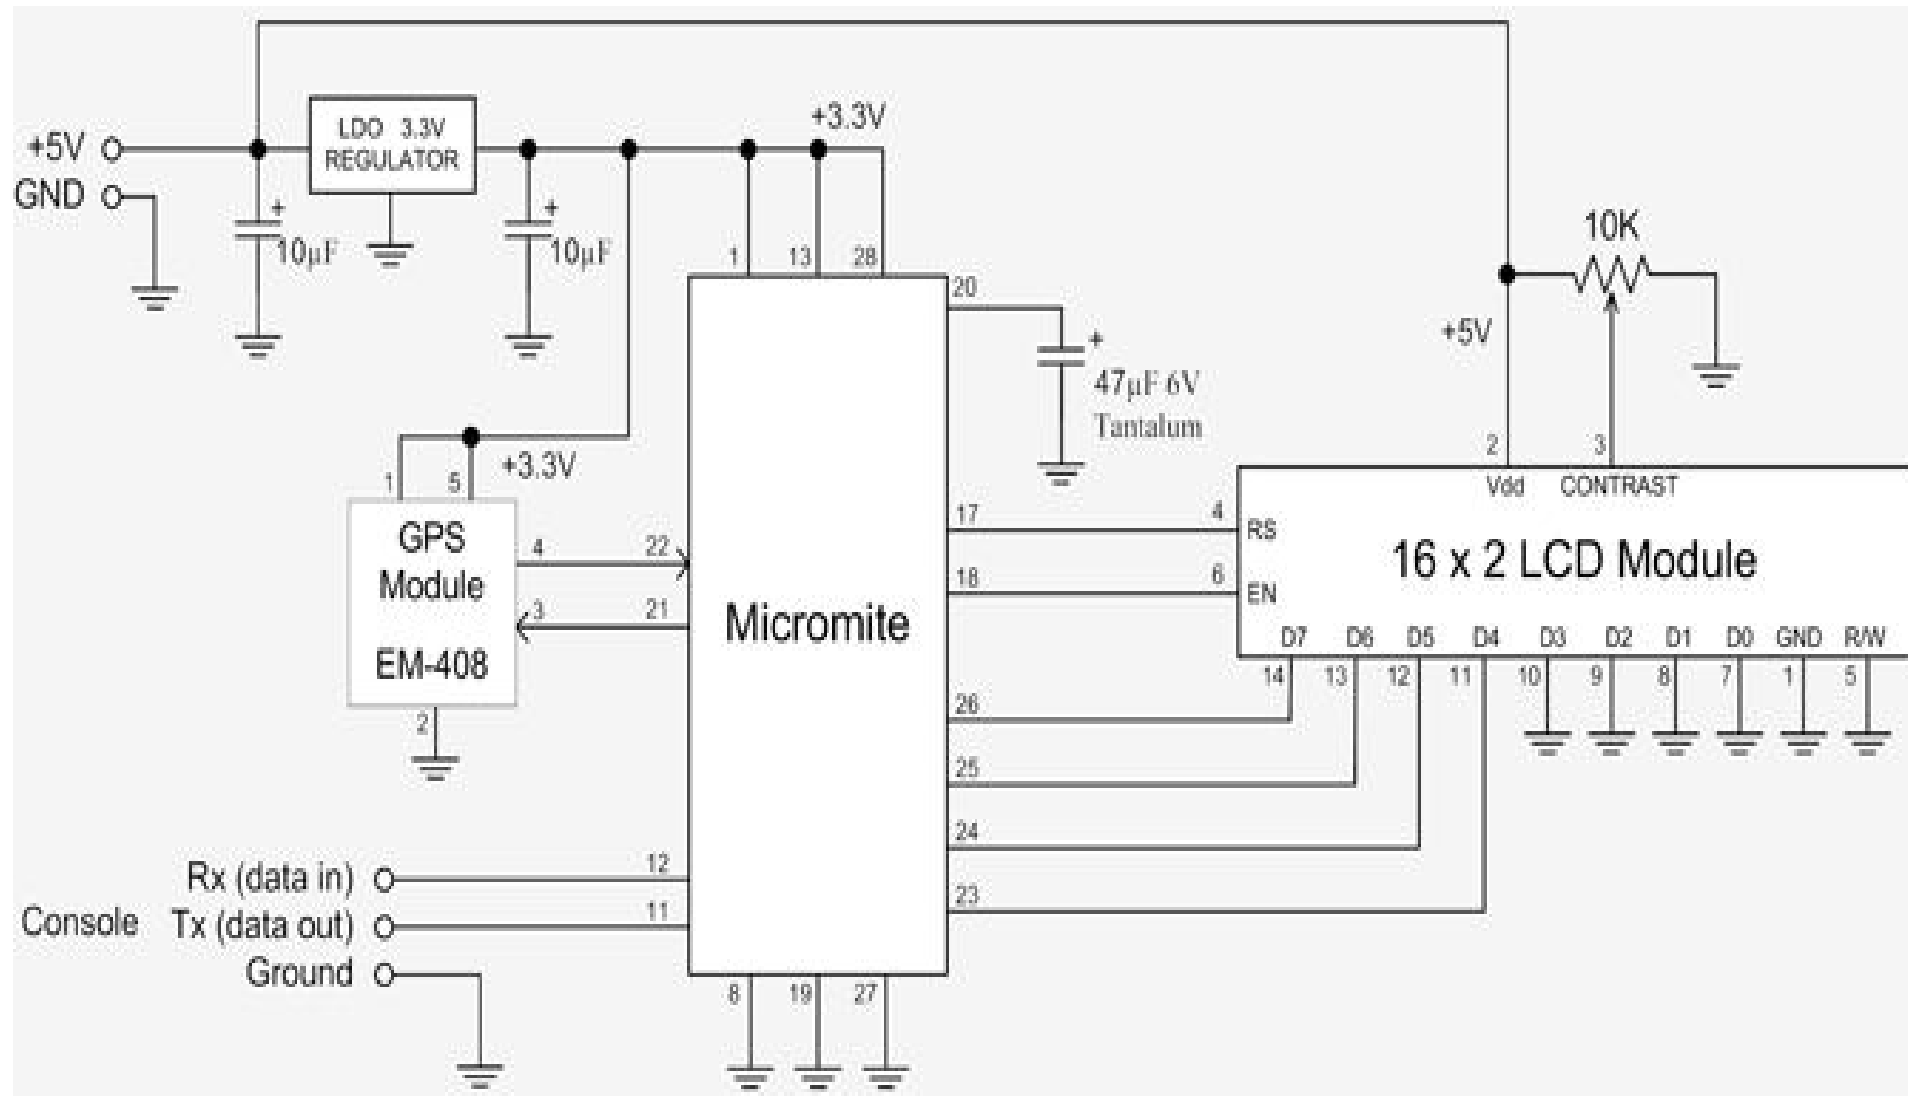 +5V
GND
LDO 3.3V
REGULATOR
+
10µF
+
10µF
+3.3V
1
13
28
20
+
47µF 6V
Tantalum
10K
+5V
2
3
Vdd
CONTRAST
16 x 2 LCD Module
4
RS
6
EN
D7
D6
D5
D4
D3
D2
D1
D0
GND
R/W
14
13
12
11
10
9
8
7
1
5
+3.3V
1
5
GPS
Module
EM-408
4
3
2
22
21
Micromite
17
18
26
25
24
23
Console
Rx (data in)
Tx (data out)
Ground
12
11
8
19
27